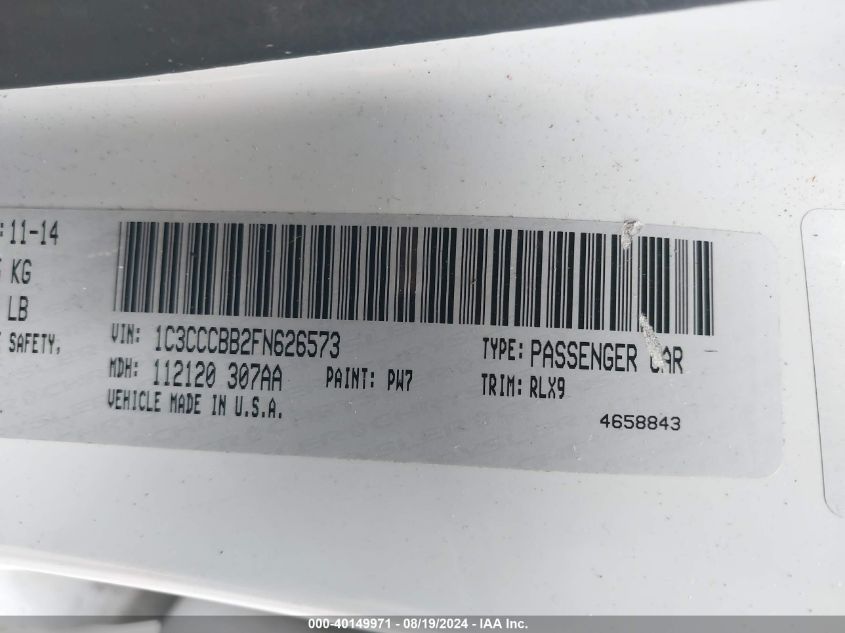 : 11-14
KG
LB
SAFETY,
VIN: 1C3CCCBB2FN626573
TYPE: PASSENGER CAR
MDH: 112120 307AA
PAINT: PW7
TRIM: RLX9
VEHICLE MADE IN U.S.A.
4658843
000-40149971 - 08/19/2024 - IAA Inc.